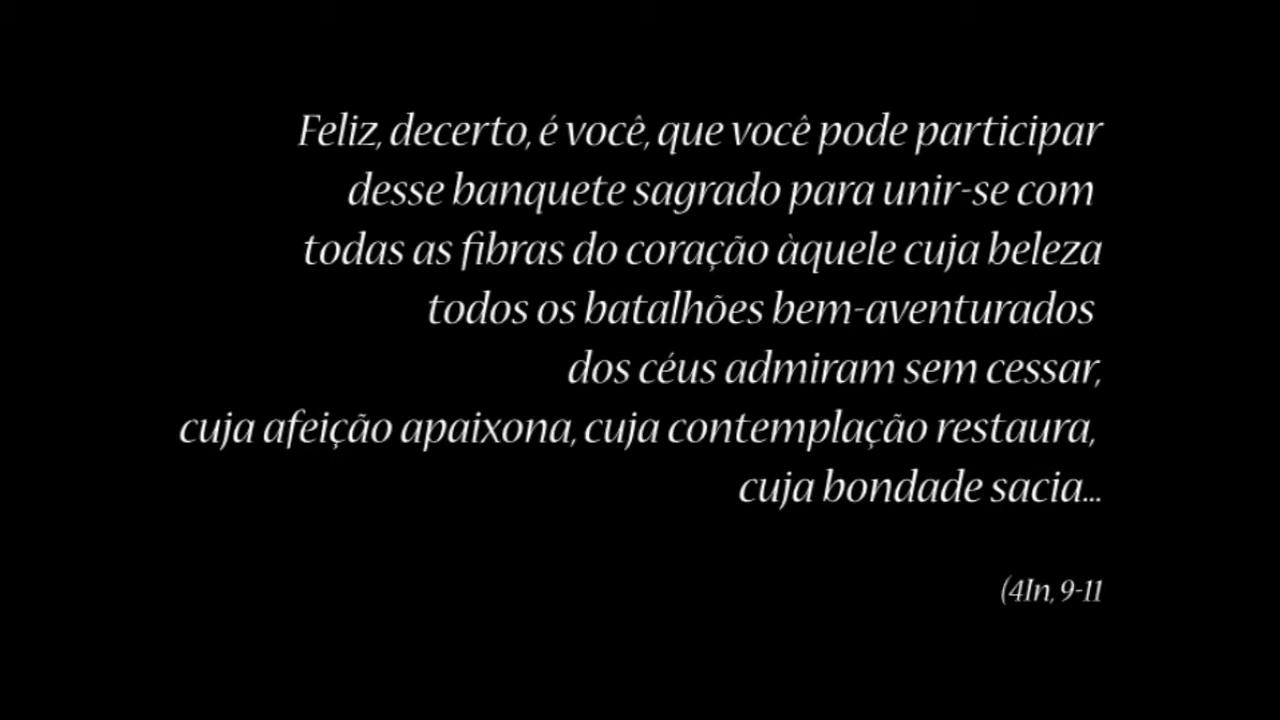 Feliz, decerto, é você, que você pode participar
desse banquete sagrado para unir-se com
todas as fibras do coração àquele cuja beleza
todos os batalhões bem-aventurados
dos céus admiram sem cessar,
cuja afeição apaixona, cuja contemplação restaura,
cuja bondade sacia...
(4In, 9-11